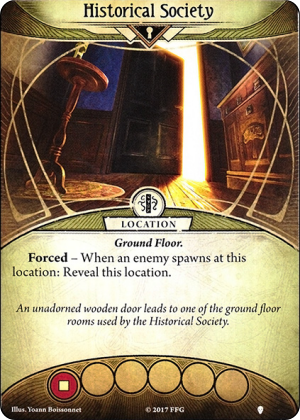 Historical Society
LOCATION
Ground Floor.
Forced – When an enemy spawns at this
location: Reveal this location.
An unadorned wooden door leads to one of the ground floor
rooms used by the Historical Society.
Illus. Yoann Boissonnet
© 2017 FFG